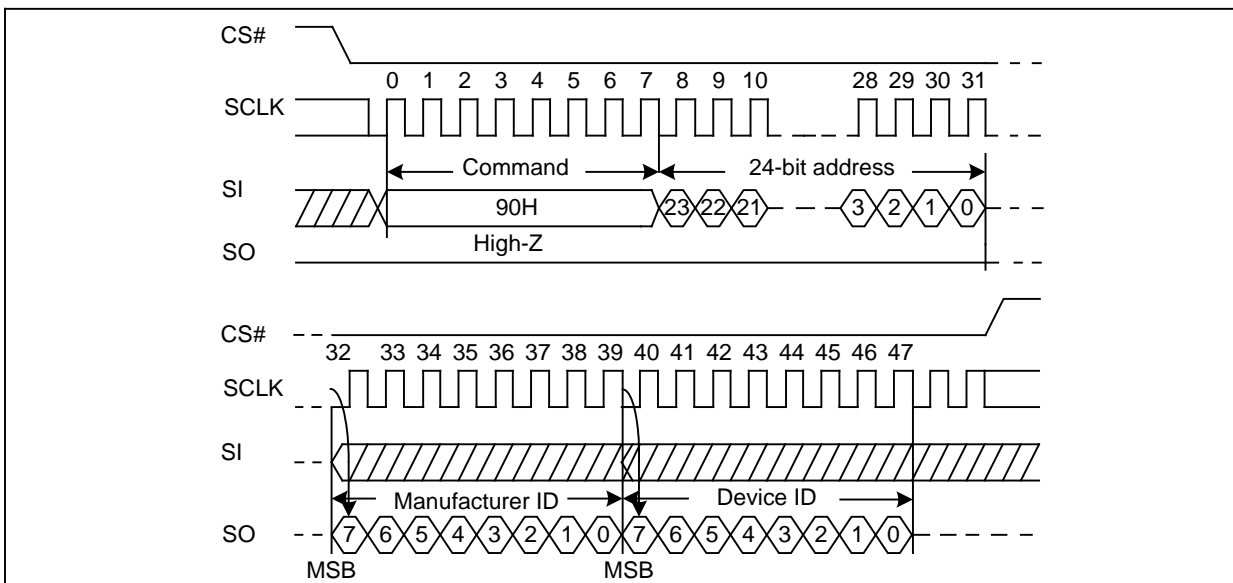 CS#
0 1 2 3 4 5 6 7 8 9 10 28 29 30 31
SCLK
Command 24-bit address
SI
90H 23 22 21 3 2 1 0
High-Z
SO
CS#
32 33 34 35 36 37 38 39 40 41 42 43 44 45 46 47
SCLK
SI
Manufacturer ID Device ID
SO 7 6 5 4 3 2 1 0 7 6 5 4 3 2 1 0
MSB MSB